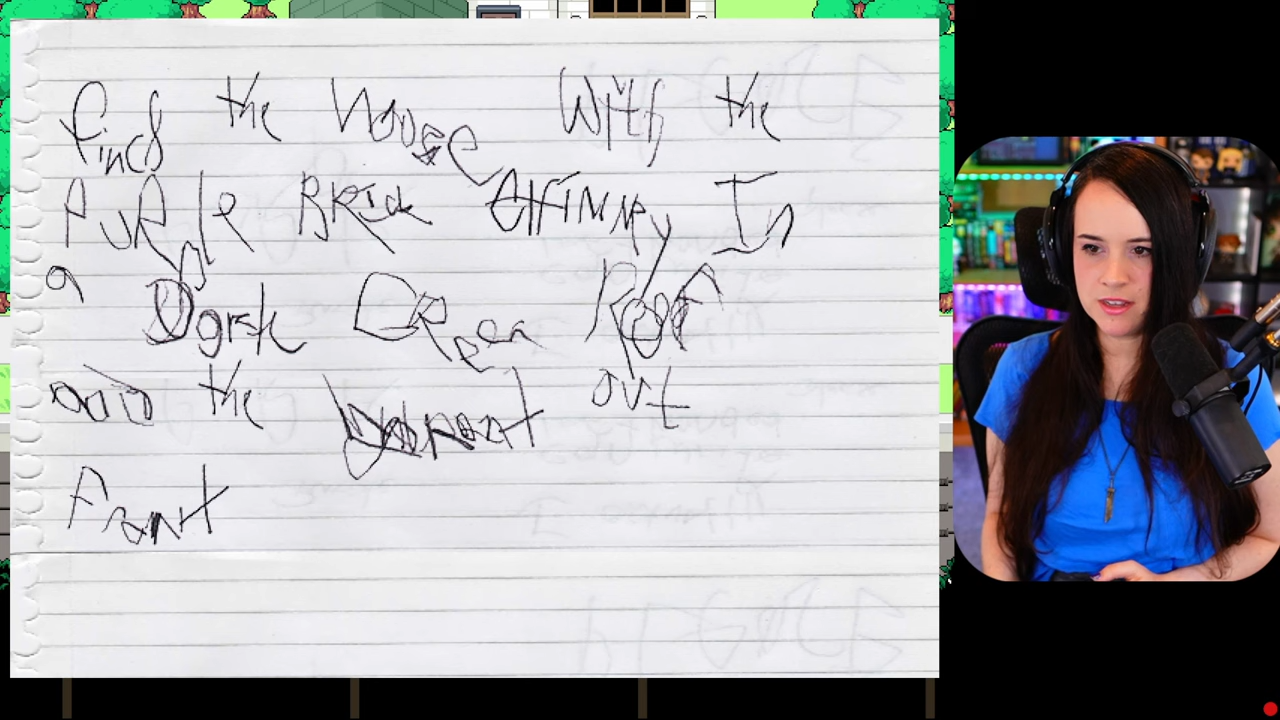 find the House With the
PURPle BRick CHiMNey In
a Dark Green Roof
and the out
front